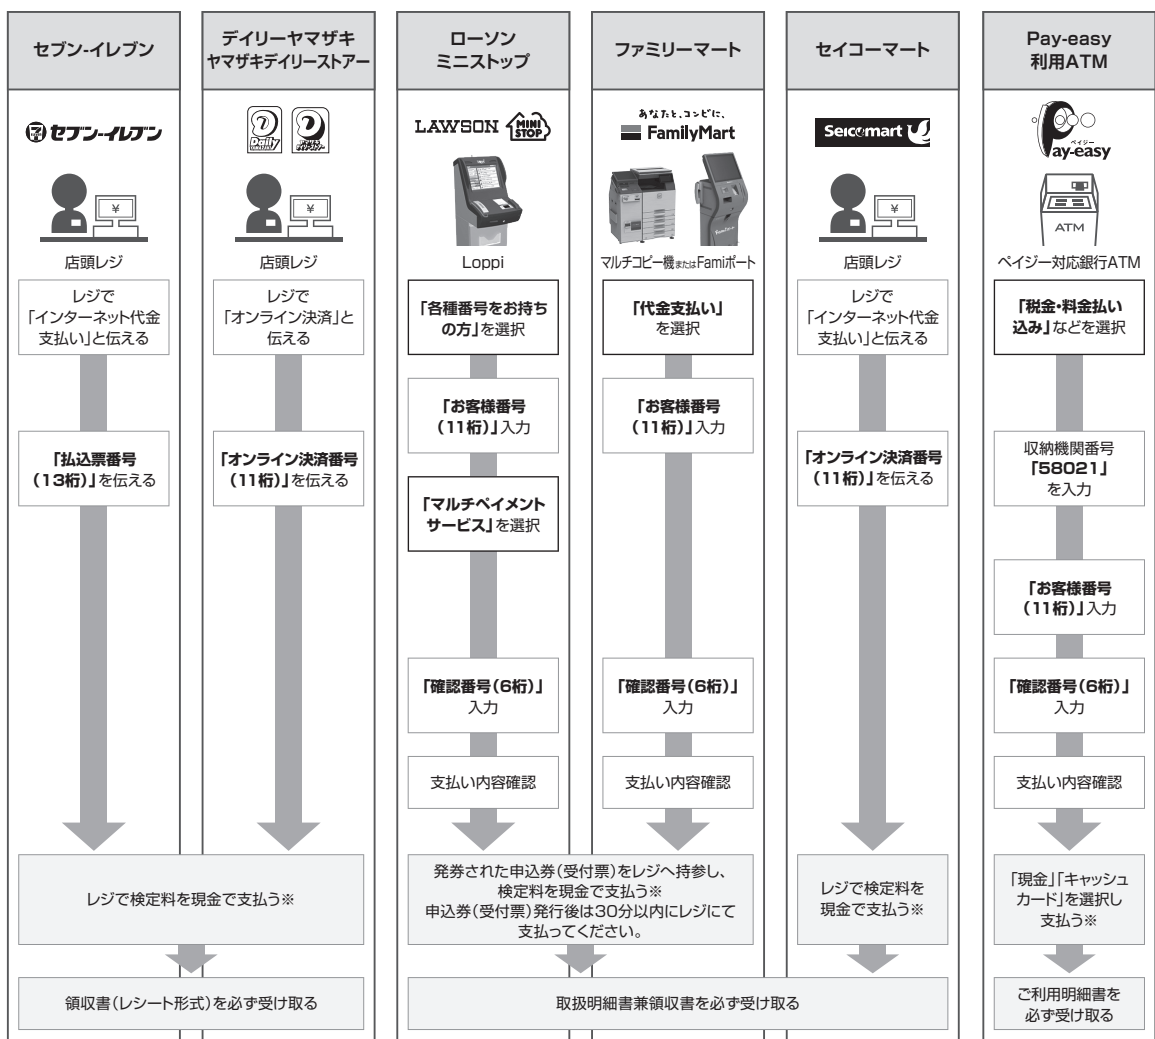 セブン-イレブン
デイリーヤマザキ
ヤマザキデイリーストアー
ローソン
ミニストップ
ファミリーマート
セイコーマート
Pay-easy
利用ATM
セブン-イレブン
Daily
LAWSON
MINI
STOP
あなたと、コンビに、
FamilyMart
Seicomart
ペイジー
Pay-easy
¥
¥
¥
ATM
店頭レジ
店頭レジ
Loppi
マルチコピー機またはFamiポート
店頭レジ
ペイジー対応銀行ATM
レジで
「インターネット代金
支払い」と伝える
「払込票番号
(13桁)」を伝える
レジで
「オンライン決済」と
伝える
「オンライン決済番号
(11桁)」を伝える
「各種番号をお持ち
の方」を選択
「お客様番号
(11桁)」入力
「マルチペイメント
サービス」を選択
「確認番号(6桁)」
入力
支払い内容確認
「代金支払い」
を選択
「お客様番号
(11桁)」入力
「確認番号(6桁)」
入力
支払い内容確認
レジで
「インターネット代金
支払い」と伝える
「オンライン決済番号
(11桁)」を伝える
「税金・料金払い
込み」などを選択
収納機関番号
「58021」
を入力
「お客様番号
(11桁)」入力
「確認番号(6桁)」
入力
支払い内容確認
レジで検定料を現金で支払う※
発券された申込券(受付票)をレジへ持参し、
検定料を現金で支払う※
申込券(受付票)発行後は30分以内にレジにて
支払ってください。
レジで検定料を
現金で支払う※
「現金」「キャッシュ
カード」を選択し
支払う※
領収書(レシート形式)を必ず受け取る
取扱明細書兼領収書を必ず受け取る
ご利用明細書を
必ず受け取る